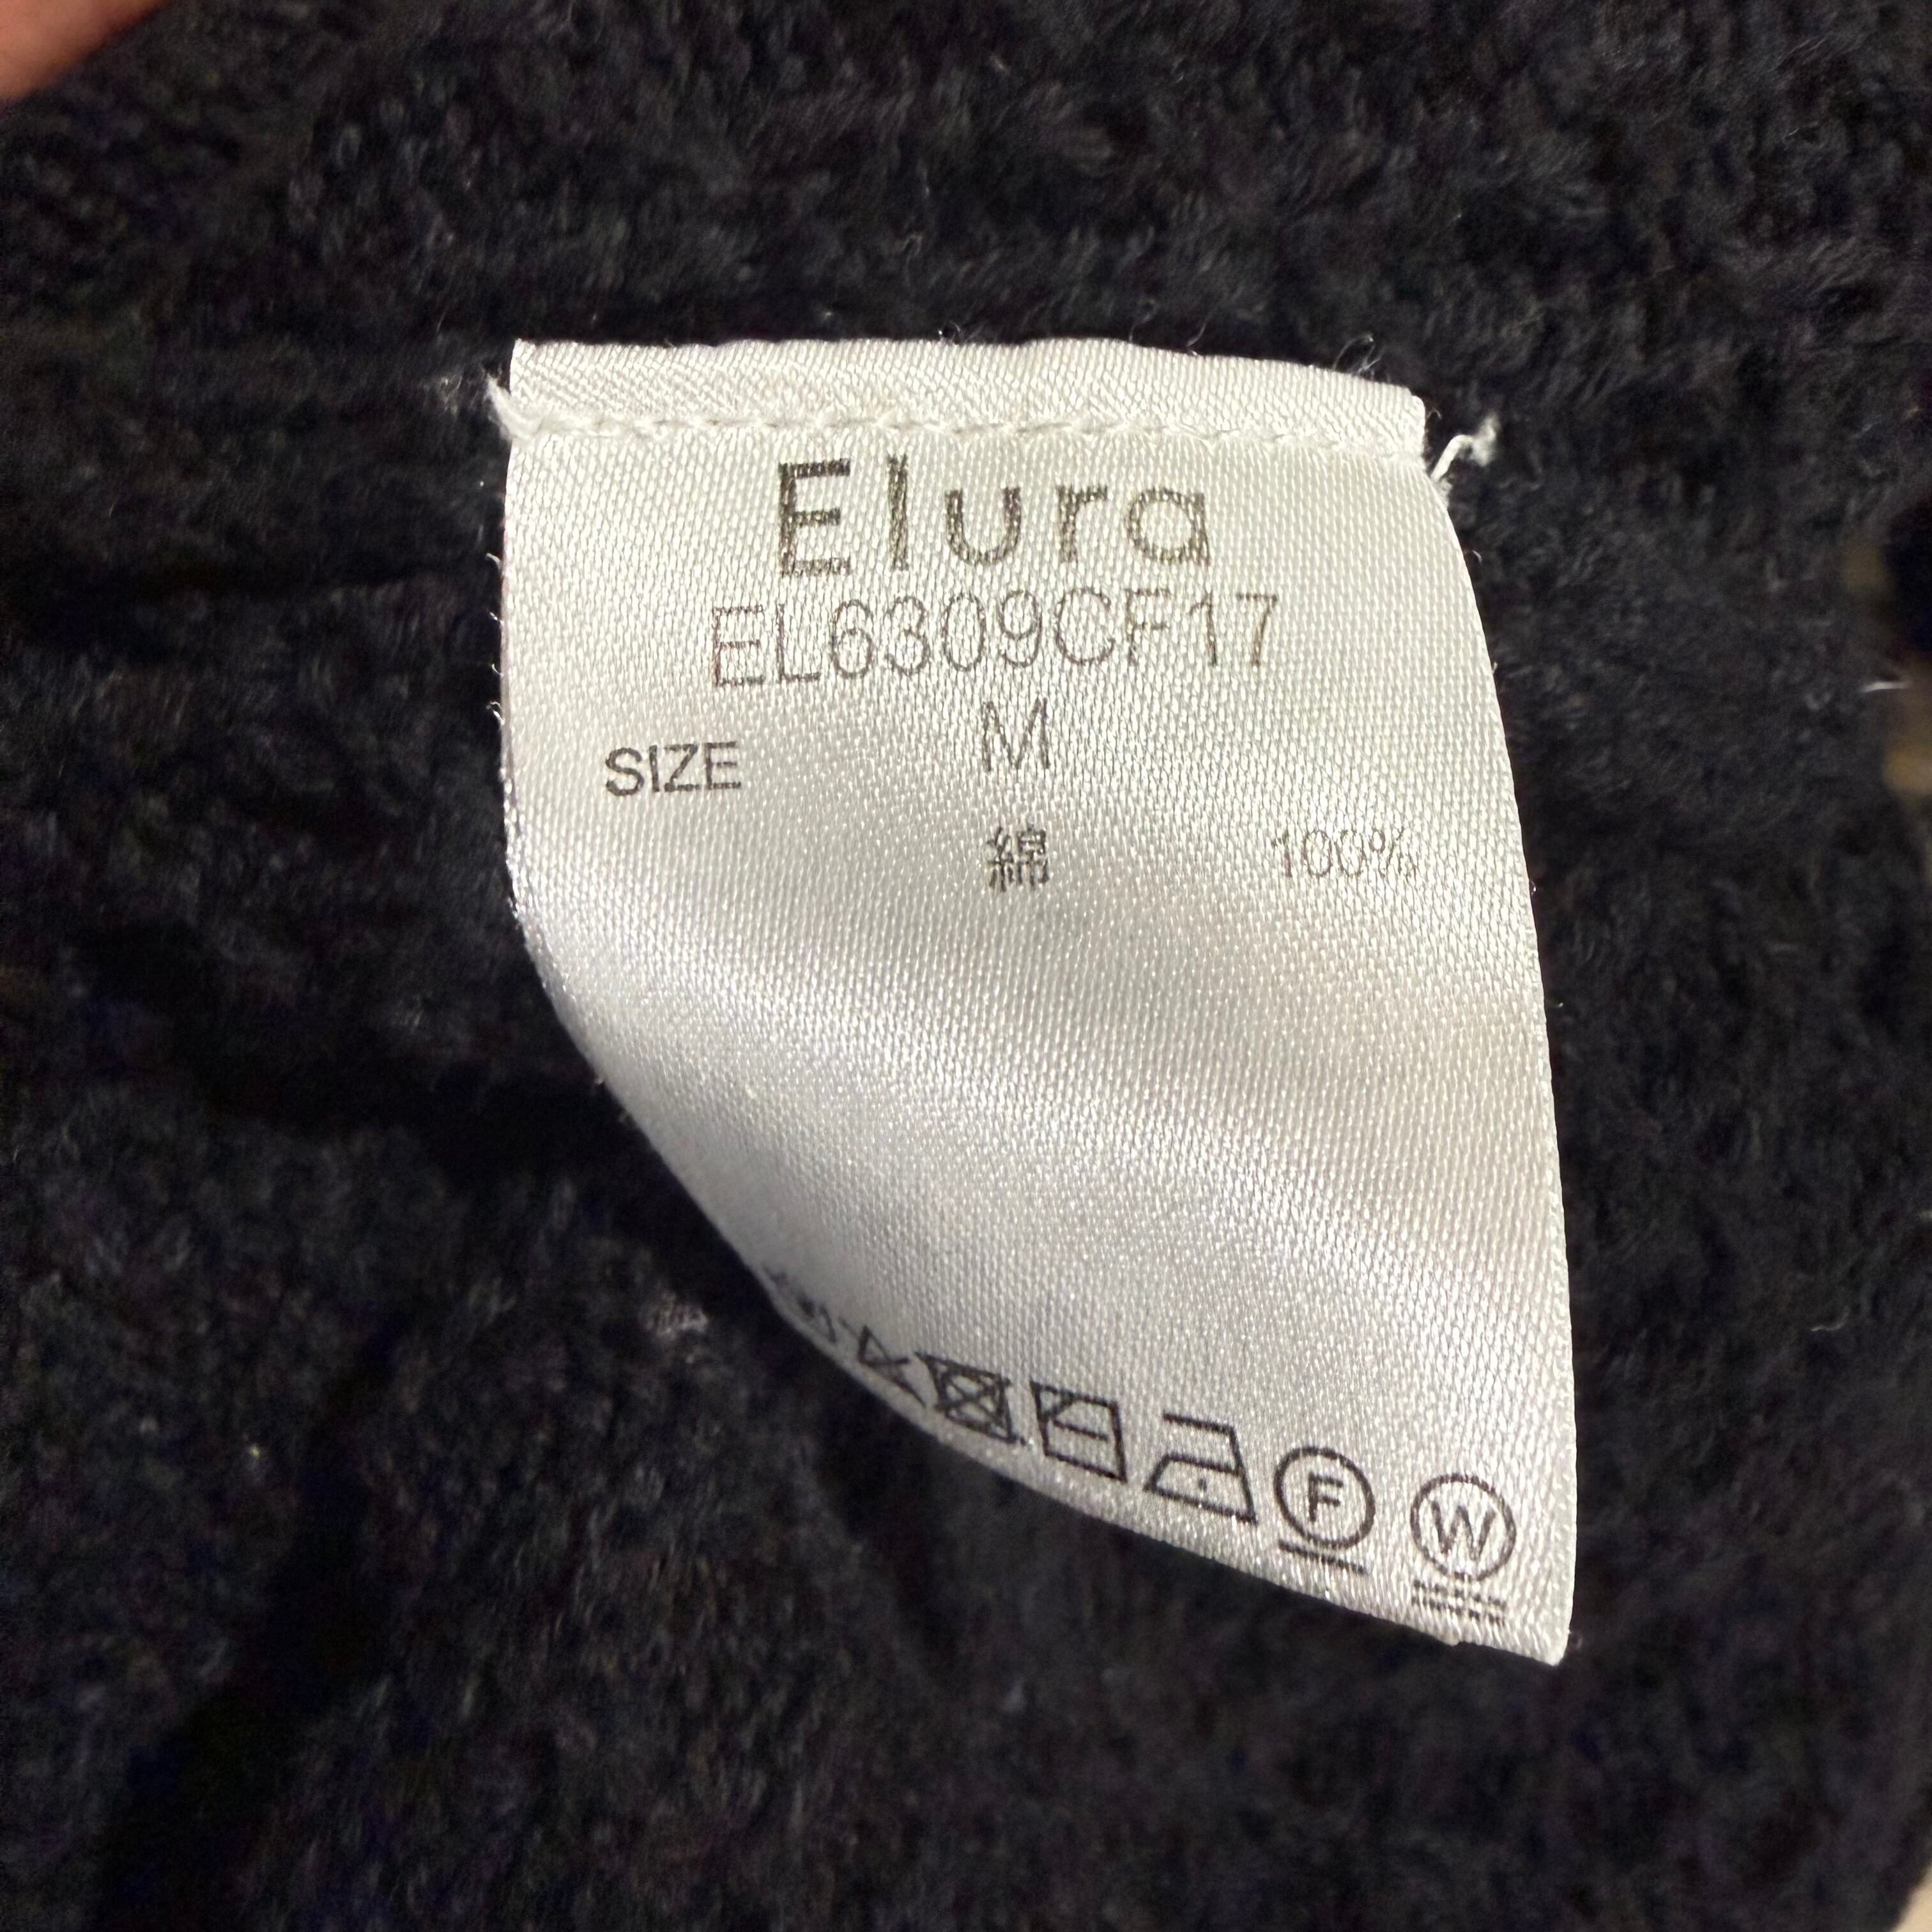 Elura
EL6309CF17
SIZE M
綿 100%
F W